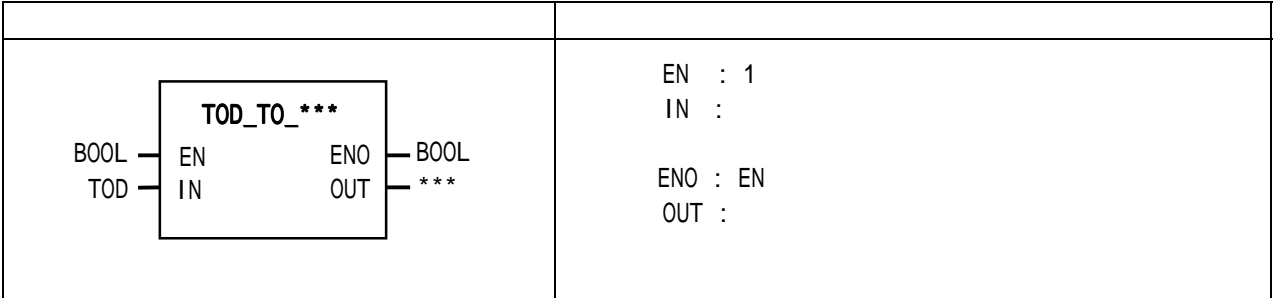 TOD_TO_***
BOOL EN ENO BOOL
TOD IN OUT ***
EN : 1
IN :
ENO : EN
OUT :